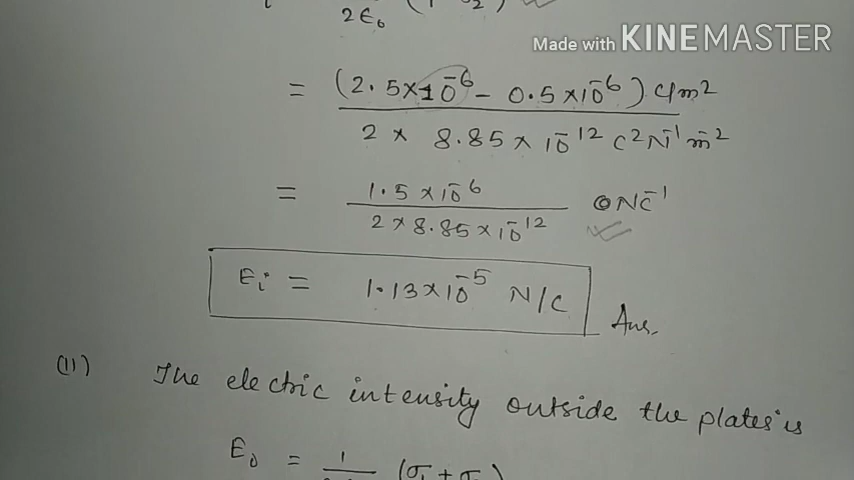 2ϵ₀
Made with KINEMASTER
= (2.5×10⁻⁶ − 0.5×10⁻⁶) C/m²
2 × 8.85 × 10⁻¹² C²N⁻¹m⁻²
= 1.5×10⁻⁶
2×8.85×10⁻¹² NC⁻¹
Ei = 1.13×10⁻⁵ N/C
Ans.
(11) The electric intensity outside the plates is
E₀ = 1 (σ₁ + σ